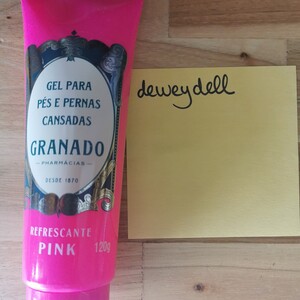 GEL PARA
PÉS E PERNAS
CANSADAS
GRANADO
PHARMÁCIAS
DESDE 1870
REFRESCANTE
PINK 120g
deweydell